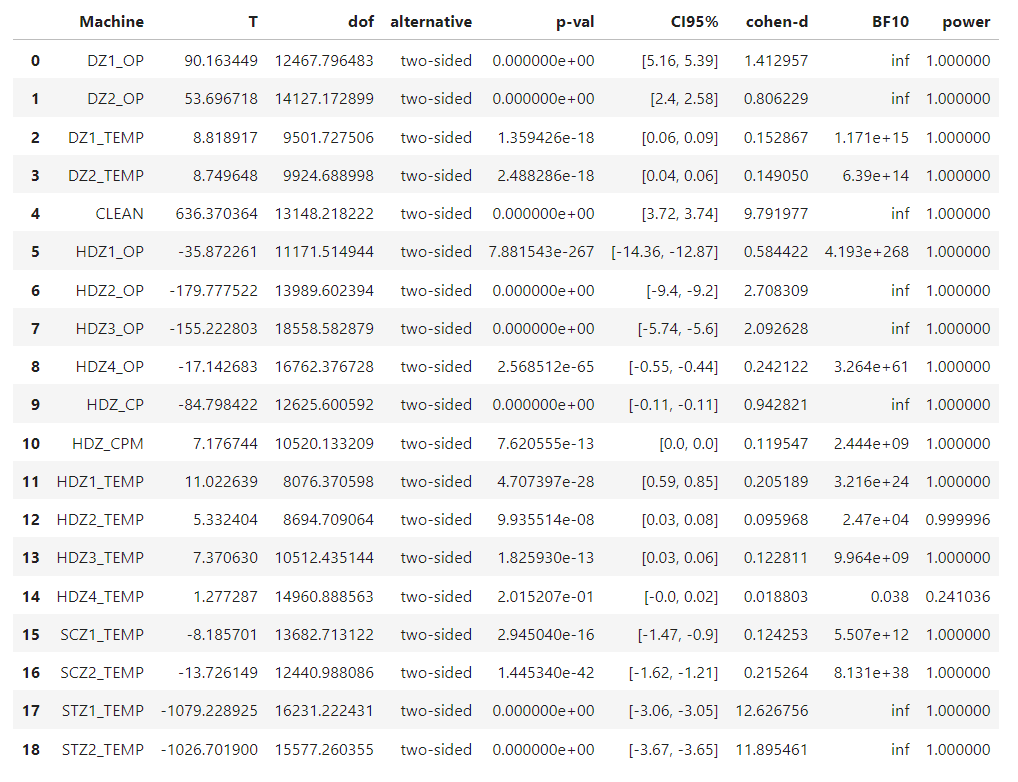 Machine T dof alternative p-val CI95% cohen-d BF10 power
0 DZ1_OP 90.163449 12467.796483 two-sided 0.000000e+00 [5.16, 5.39] 1.412957 inf 1.000000
1 DZ2_OP 53.696718 14127.172899 two-sided 0.000000e+00 [2.4, 2.58] 0.806229 inf 1.000000
2 DZ1_TEMP 8.818917 9501.727506 two-sided 1.359426e-18 [0.06, 0.09] 0.152867 1.171e+15 1.000000
3 DZ2_TEMP 8.749648 9924.688998 two-sided 2.488286e-18 [0.04, 0.06] 0.149050 6.39e+14 1.000000
4 CLEAN 636.370364 13148.218222 two-sided 0.000000e+00 [3.72, 3.74] 9.791977 inf 1.000000
5 HDZ1_OP -35.872261 11171.514944 two-sided 7.881543e-267 [-14.36, -12.87] 0.584422 4.193e+268 1.000000
6 HDZ2_OP -179.777522 13989.602394 two-sided 0.000000e+00 [-9.4, -9.2] 2.708309 inf 1.000000
7 HDZ3_OP -155.222803 18558.582879 two-sided 0.000000e+00 [-5.74, -5.6] 2.092628 inf 1.000000
8 HDZ4_OP -17.142683 16762.376728 two-sided 2.568512e-65 [-0.55, -0.44] 0.242122 3.264e+61 1.000000
9 HDZ_CP -84.798422 12625.600592 two-sided 0.000000e+00 [-0.11, -0.11] 0.942821 inf 1.000000
10 HDZ_CPM 7.176744 10520.133209 two-sided 7.620555e-13 [0.0, 0.0] 0.119547 2.444e+09 1.000000
11 HDZ1_TEMP 11.022639 8076.370598 two-sided 4.707397e-28 [0.59, 0.85] 0.205189 3.216e+24 1.000000
12 HDZ2_TEMP 5.332404 8694.709064 two-sided 9.935514e-08 [0.03, 0.08] 0.095968 2.47e+04 0.999996
13 HDZ3_TEMP 7.370630 10512.435144 two-sided 1.825930e-13 [0.03, 0.06] 0.122811 9.964e+09 1.000000
14 HDZ4_TEMP 1.277287 14960.888563 two-sided 2.015207e-01 [-0.0, 0.02] 0.018803 0.038 0.241036
15 SCZ1_TEMP -8.185701 13682.713122 two-sided 2.945040e-16 [-1.47, -0.9] 0.124253 5.507e+12 1.000000
16 SCZ2_TEMP -13.726149 12440.988086 two-sided 1.445340e-42 [-1.62, -1.21] 0.215264 8.131e+38 1.000000
17 STZ1_TEMP -1079.228925 16231.222431 two-sided 0.000000e+00 [-3.06, -3.05] 12.626756 inf 1.000000
18 STZ2_TEMP -1026.701900 15577.260355 two-sided 0.000000e+00 [-3.67, -3.65] 11.895461 inf 1.000000